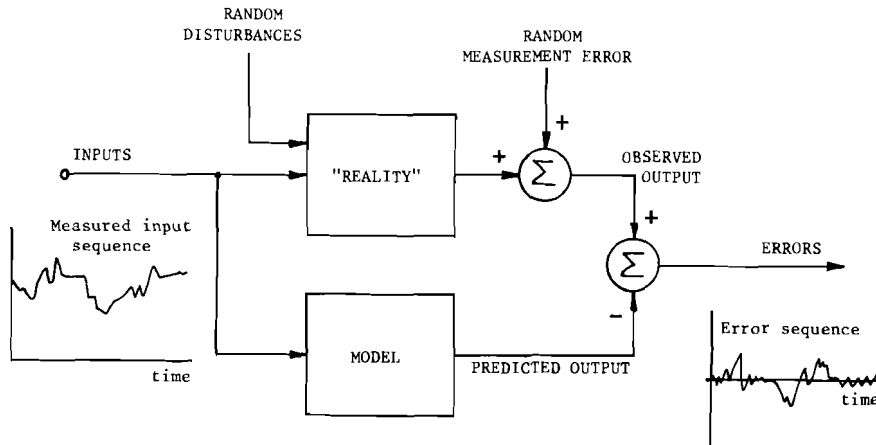 RANDOM
DISTURBANCES
RANDOM
MEASUREMENT ERROR
+
INPUTS
"REALITY"
+
Σ
OBSERVED
OUTPUT
Measured input
sequence
+
Σ
ERRORS
-
Error sequence
MODEL
PREDICTED OUTPUT
time
time